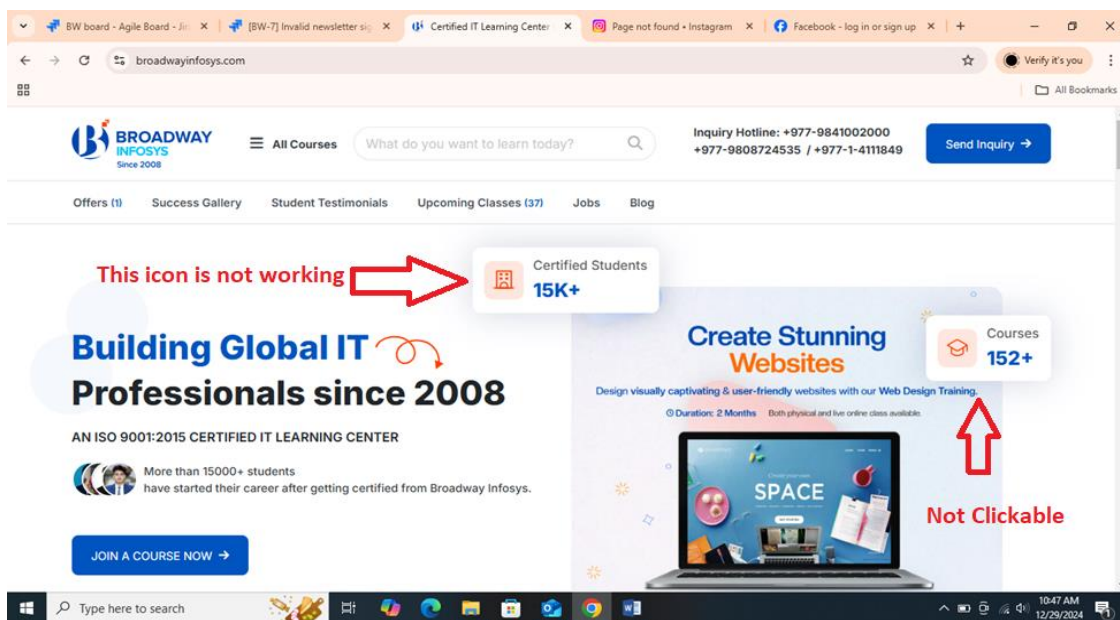 BW board - Agile Board - Jir
[BW-7] Invalid newsletter sig
Certified IT Learning Center
Page not found • Instagram
Facebook - log in or sign up
broadwayinfosys.com
Verify it's you
All Bookmarks
BROADWAY
INFOSYS
Since 2008
All Courses
What do you want to learn today?
Inquiry Hotline: +977-9841002000
+977-9808724535 / +977-1-4111849
Send Inquiry →
Offers (1) Success Gallery Student Testimonials Upcoming Classes (37) Jobs Blog
This icon is not working
Certified Students
15K+
Building Global IT
Professionals since 2008
AN ISO 9001:2015 CERTIFIED IT LEARNING CENTER
More than 15000+ students
have started their career after getting certified from Broadway Infosys.
JOIN A COURSE NOW →
Create Stunning
Websites
Courses
152+
Design visually captivating & user-friendly websites with our Web Design Training.
Duration: 2 Months Both physical and live online class available.
SPACE
Not Clickable
Type here to search
10:47 AM
12/29/2024